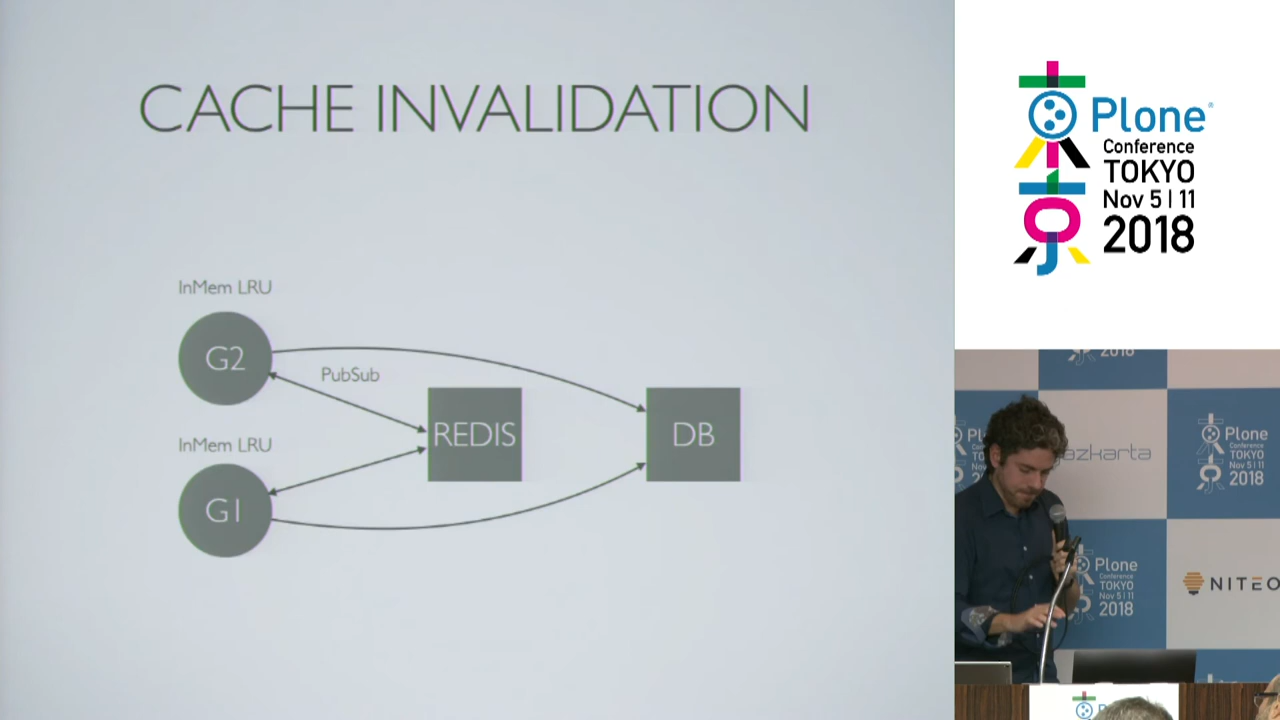 CACHE INVALIDATION
InMem LRU
G2
PubSub
REDIS
DB
InMem LRU
G1
Plone
Conference
TOKYO
Nov 5 | 11
2018
2018
azkarta
Plone
Conference
TOKYO
Nov 5 | 11
2018
Plone
Conference
TOKYO
Nov 5 | 11
2018
NITEO